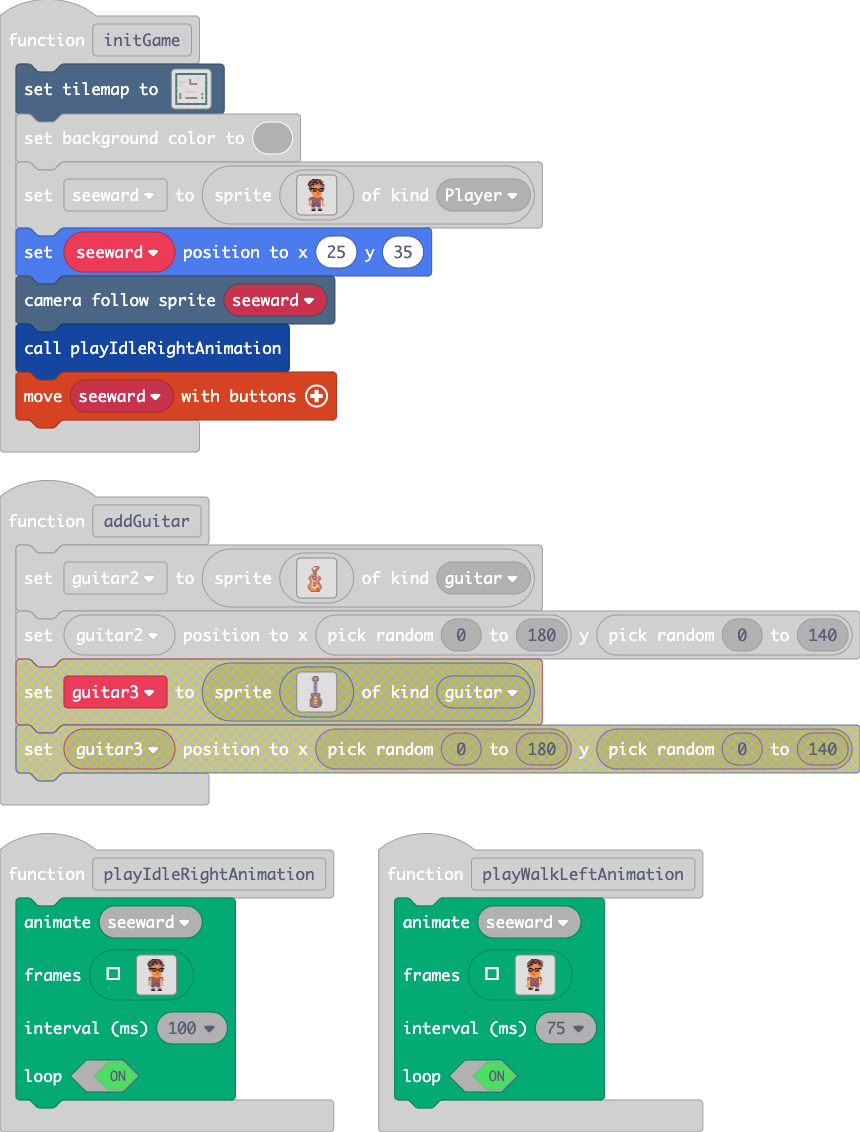 function initGame
set tilemap to
set background color to
set seeward to sprite of kind Player
set seeward position to x 25 y 35
camera follow sprite seeward
call playIdleRightAnimation
move seeward with buttons
function addGuitar
set guitar2 to sprite of kind guitar
set guitar2 position to x pick random 0 to 180 y pick random 0 to 140
set guitar3 to sprite of kind guitar
set guitar3 position to x pick random 0 to 180 y pick random 0 to 140
function playIdleRightAnimation
animate seeward
frames
interval (ms) 100
loop ON
function playWalkLeftAnimation
animate seeward
frames
interval (ms) 75
loop ON